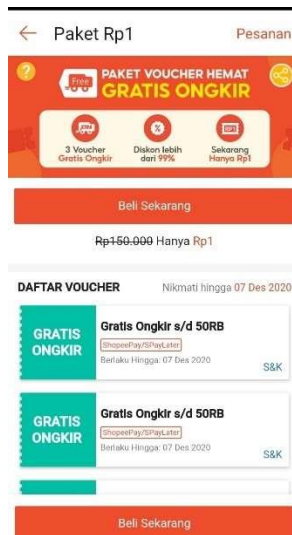 Paket Rp1
Pesanan
?
Free
PAKET VOUCHER HEMAT
GRATIS ONGKIR
3 Voucher
Gratis Ongkir
Diskon lebih
dari 99%
RP1
Sekarang
Hanya Rp1
Beli Sekarang
Rp150.000 Hanya Rp1
DAFTAR VOUCHER
Nikmati hingga 07 Des 2020
GRATIS
ONGKIR
Gratis Ongkir s/d 50RB
ShopeePay/SPayLater
Berlaku Hingga: 07 Des 2020
S&K
GRATIS
ONGKIR
Gratis Ongkir s/d 50RB
ShopeePay/SPayLater
Berlaku Hingga: 07 Des 2020
S&K
Beli Sekarang